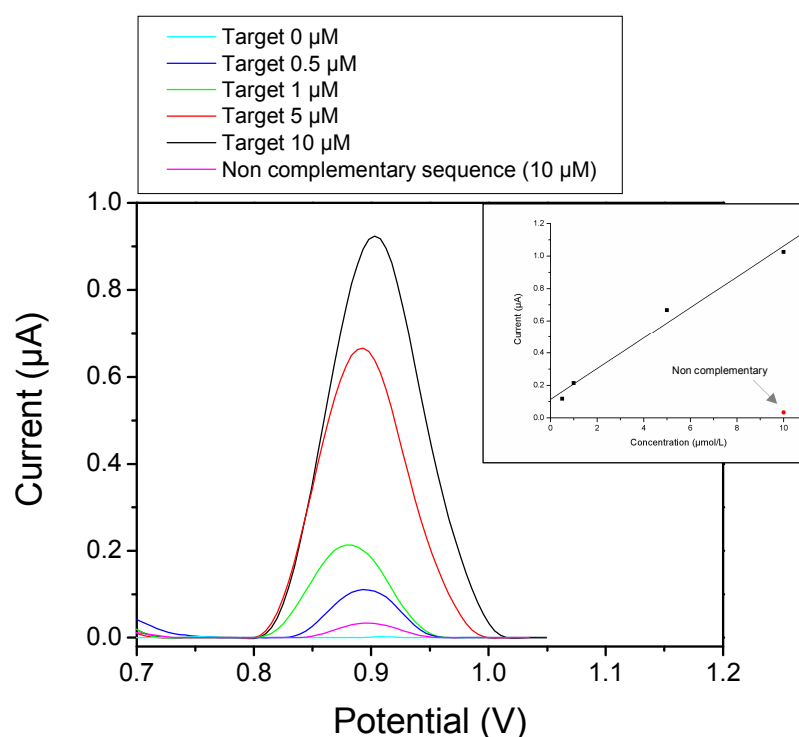 Target 0 µM
Target 0.5 µM
Target 1 µM
Target 5 µM
Target 10 µM
Non complementary sequence (10 µM)
1.0
0.8
0.6
0.4
0.2
0.0
Current (µA)
0.7
0.8
0.9
1.0
1.1
1.2
Potential (V)
1.2
1.0
0.8
0.6
0.4
0.2
0.0
Current (µA)
Non complementary
0
2
4
6
8
10
Concentration (µmol/L)